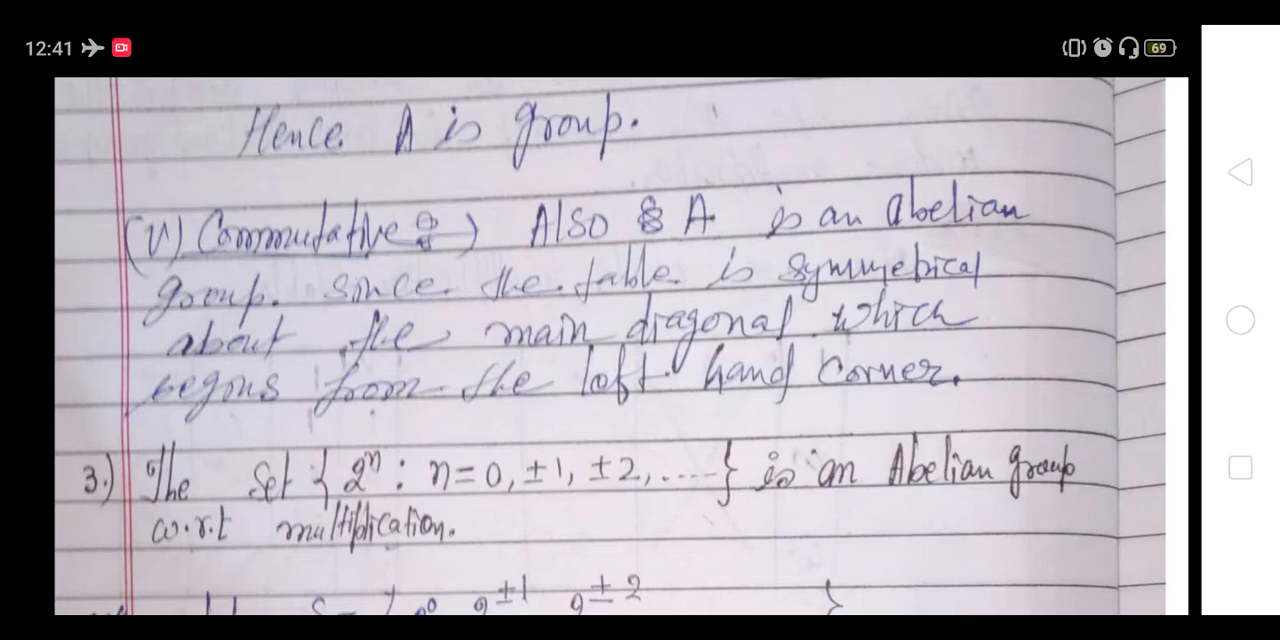 12:41
69
Hence A is group.
(V) Commutative :) Also A is an abelian
group. since the table is symmetrical
about the main diagonal which
begons from the left hand corner.
3.) The Set { 2ⁿ : n = 0, ±1, ±2, ..... } is an Abelian group
w.r.t multiplication.